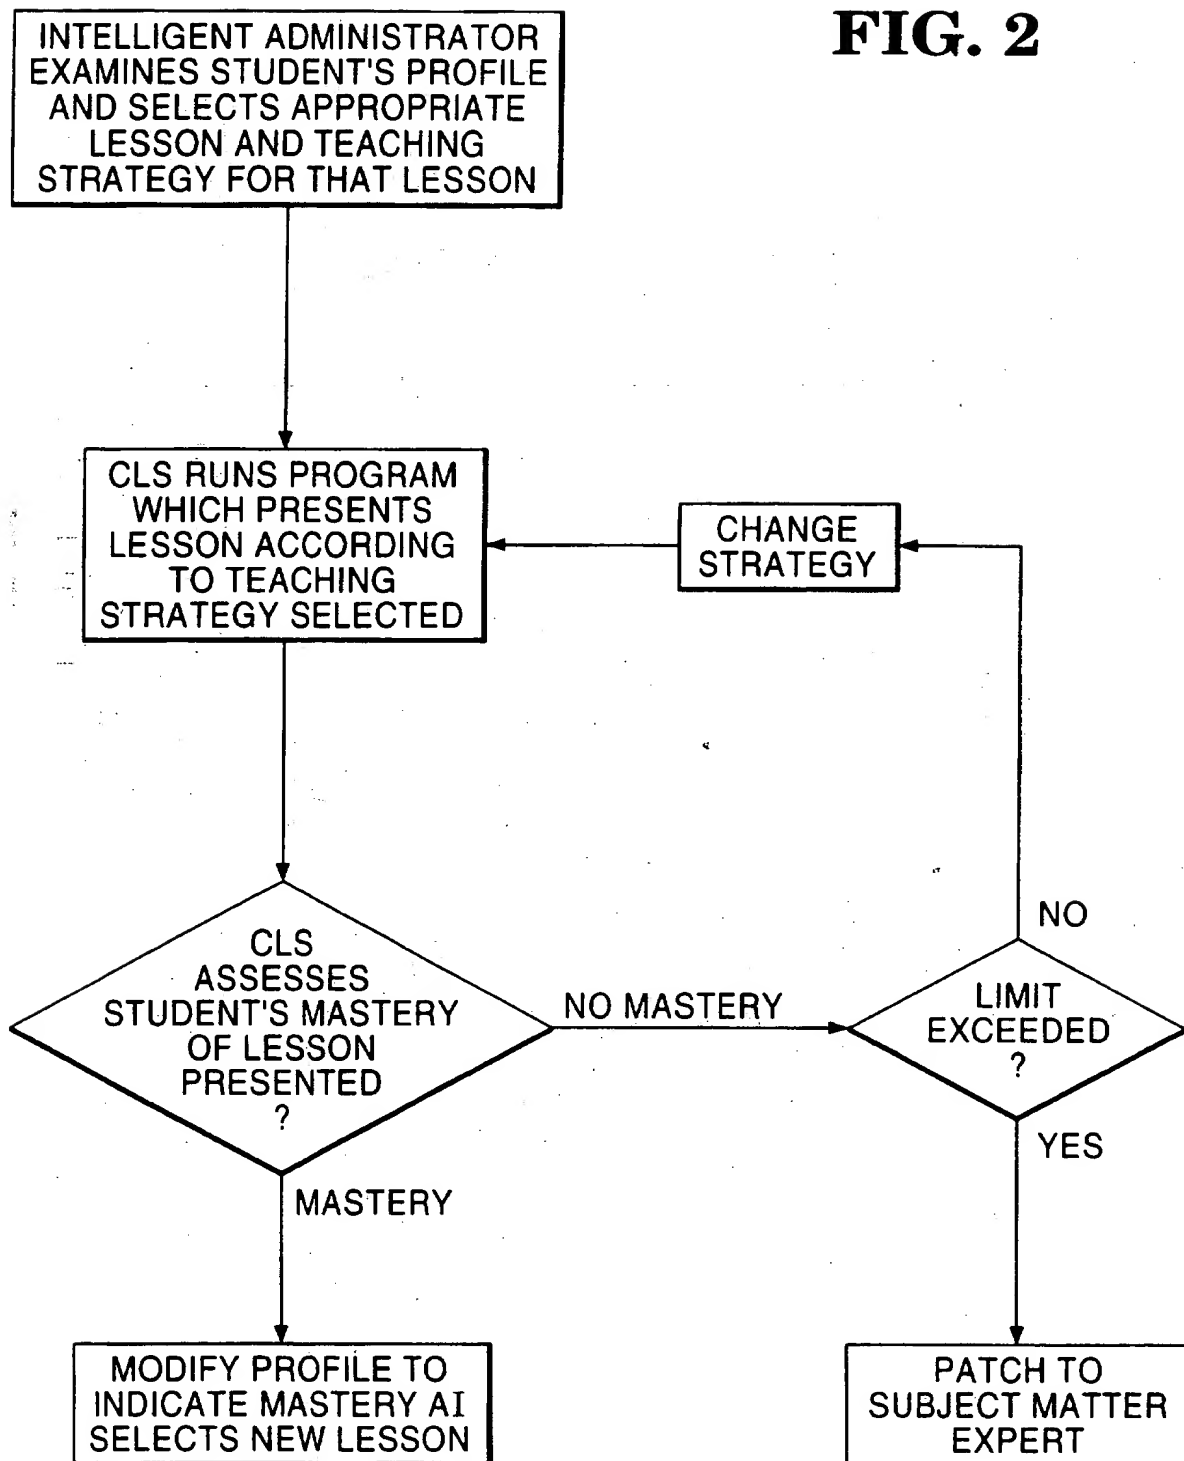 FIG. 2
INTELLIGENT ADMINISTRATOR
EXAMINES STUDENT'S PROFILE
AND SELECTS APPROPRIATE
LESSON AND TEACHING
STRATEGY FOR THAT LESSON
CLS RUNS PROGRAM
WHICH PRESENTS
LESSON ACCORDING
TO TEACHING
STRATEGY SELECTED
CHANGE
STRATEGY
CLS
ASSESSES
STUDENT'S MASTERY
OF LESSON
PRESENTED
?
NO MASTERY
LIMIT
EXCEEDED
?
NO
YES
MASTERY
MODIFY PROFILE TO
INDICATE MASTERY AI
SELECTS NEW LESSON
PATCH TO
SUBJECT MATTER
EXPERT